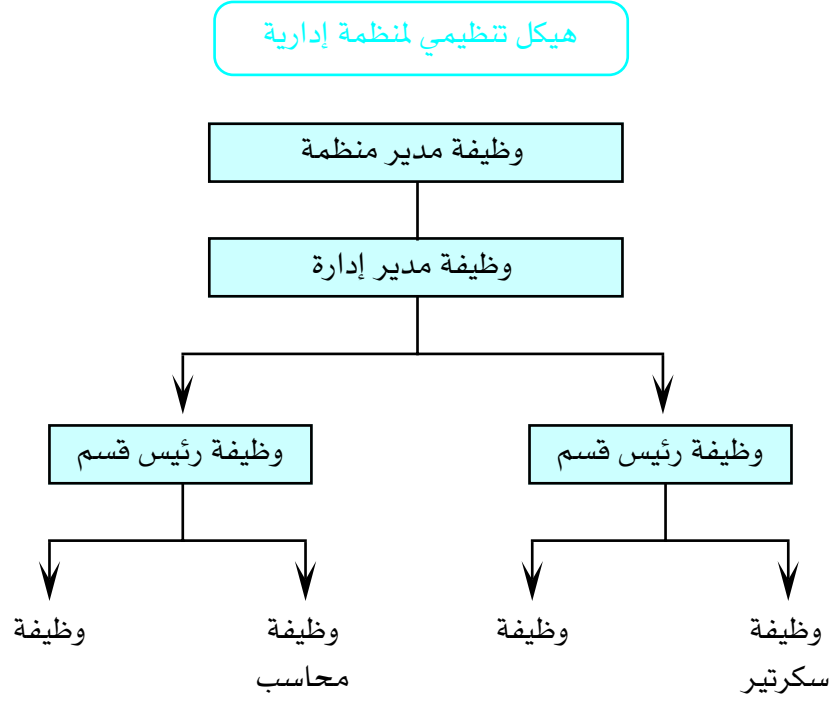 هيكل تنظيمي لمنظمة إدارية
وظيفة مدير منظمة
وظيفة مدير إدارة
وظيفة رئيس قسم
وظيفة رئيس قسم
وظيفة
سكرتير
وظيفة
وظيفة
محاسب
وظيفة